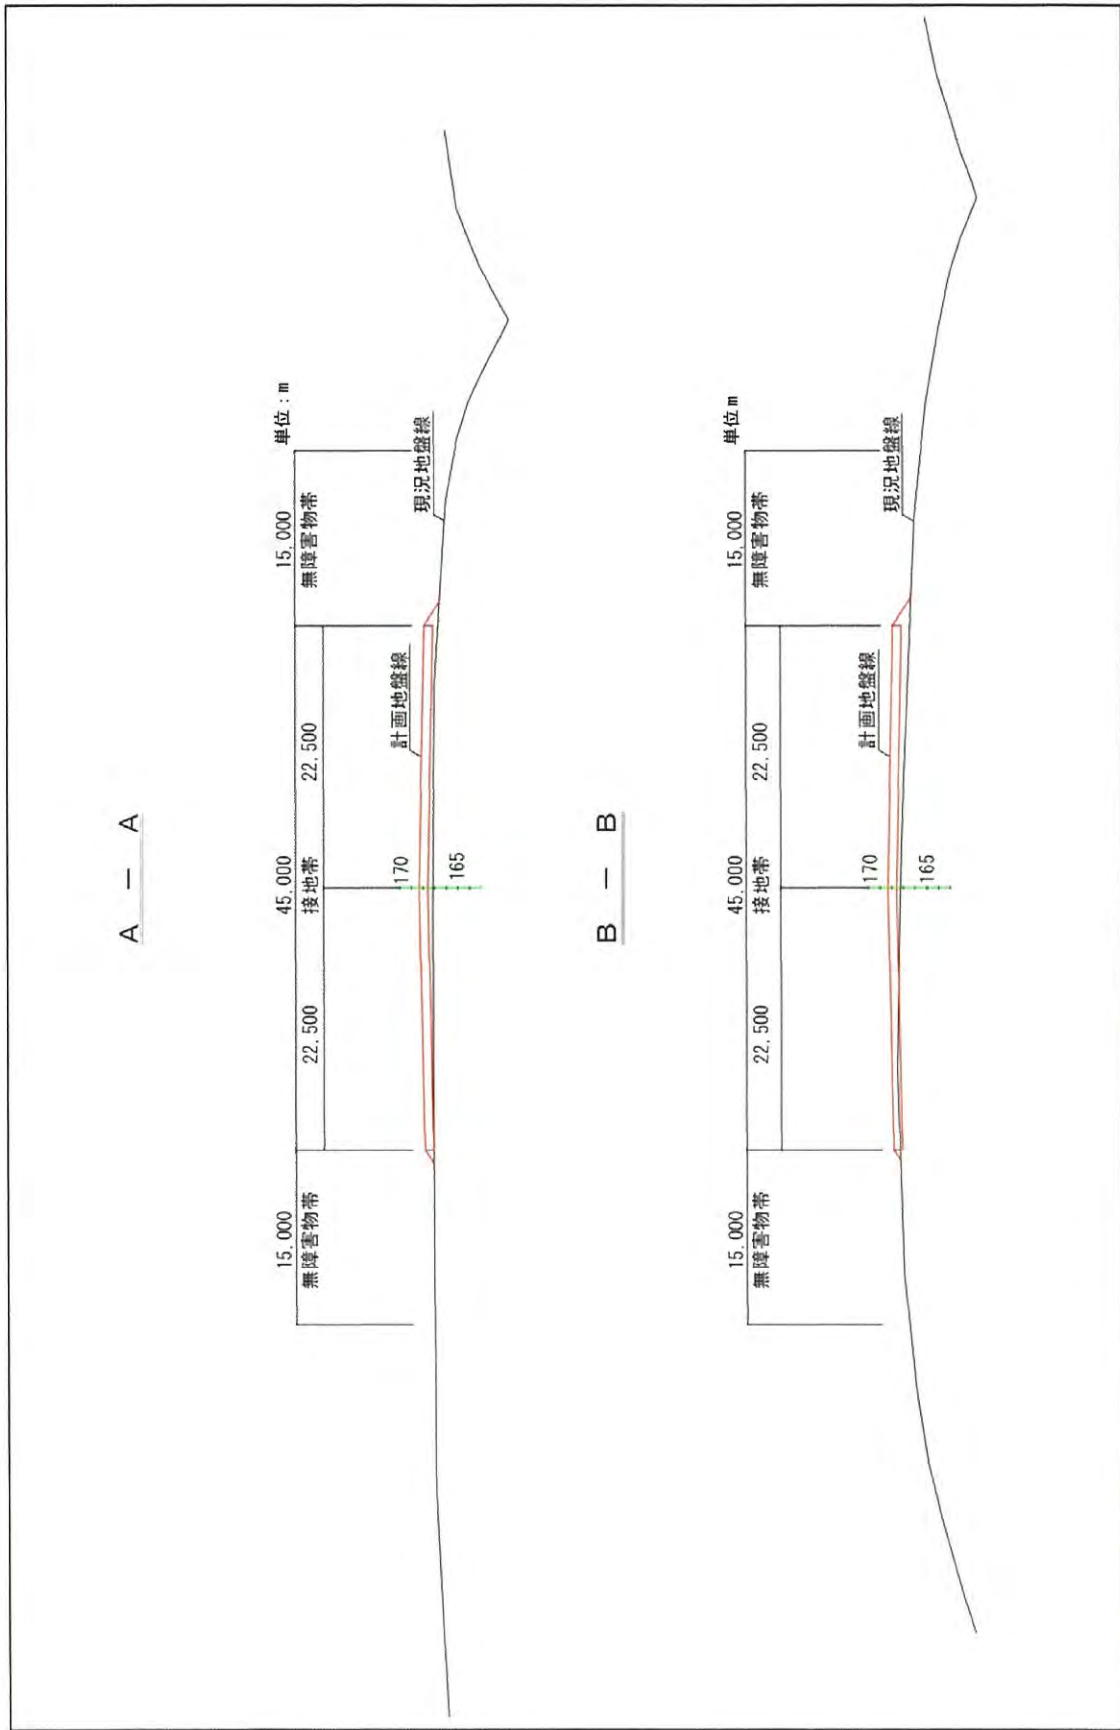 A － A
単位:m
15,000 45,000 15,000
無障害物帯 22,500 接地帯 22,500 無障害物帯
計画地盤線
現況地盤線
170
165
B － B
単位m
15,000 45,000 15,000
無障害物帯 22,500 接地帯 22,500 無障害物帯
計画地盤線
現況地盤線
170
165